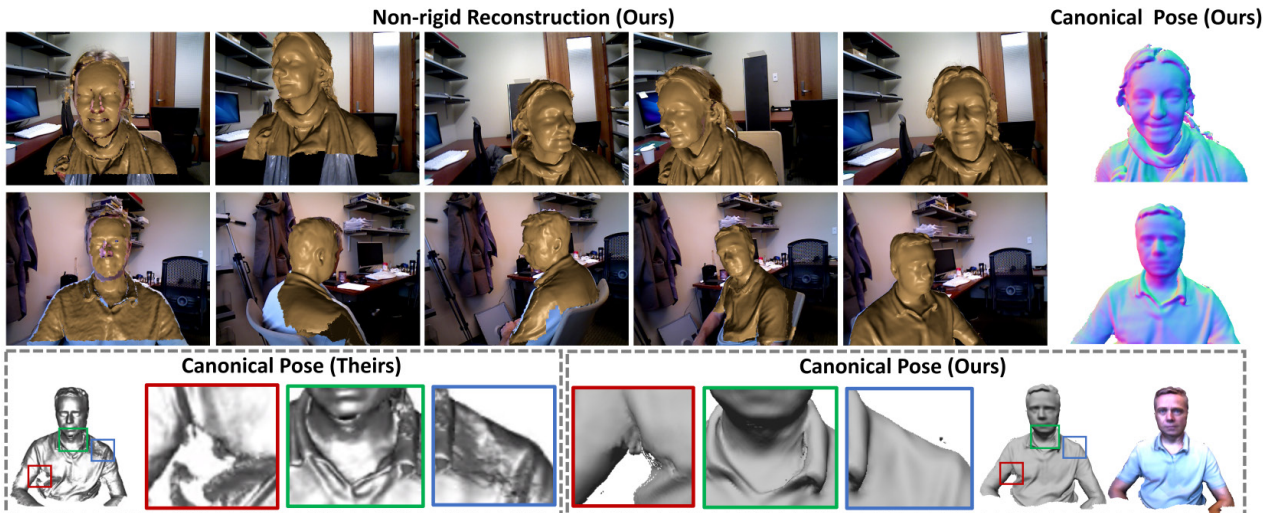 Non-rigid Reconstruction (Ours)
Canonical Pose (Ours)
Canonical Pose (Theirs)
Canonical Pose (Ours)